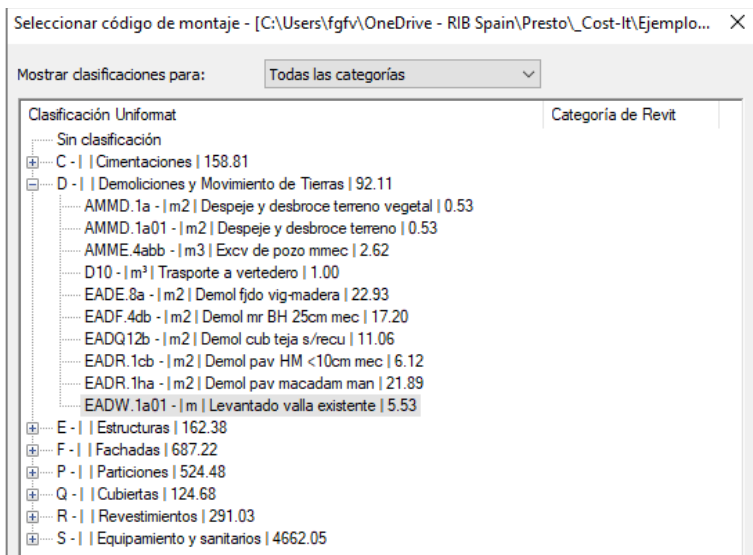 Seleccionar código de montaje - [C:\Users\fgfv\OneDrive - RIB Spain\Presto\_Cost-It\Ejemplo...
Mostrar clasificaciones para: Todas las categorías
Clasificación Uniformat Categoría de Revit
Sin clasificación
C - | | Cimentaciones | 158.81
D - | | Demoliciones y Movimiento de Tierras | 92.11
AMMD.1a - | m2 | Despeje y desbroce terreno vegetal | 0.53
AMMD.1a01 - | m2 | Despeje y desbroce terreno | 0.53
AMME.4abb - | m3 | Excv de pozo mmec | 2.62
D10 - | m³ | Trasporte a vertedero | 1.00
EADE.8a - | m2 | Demol fjdo vig-madera | 22.93
EADF.4db - | m2 | Demol mr BH 25cm mec | 17.20
EADQ12b - | m2 | Demol cub teja s/recu | 11.06
EADR.1cb - | m2 | Demol pav HM <10cm mec | 6.12
EADR.1ha - | m2 | Demol pav macadam man | 21.89
EADW.1a01 - | m | Levantado valla existente | 5.53
E - | | Estructuras | 162.38
F - | | Fachadas | 687.22
P - | | Particiones | 524.48
Q - | | Cubiertas | 124.68
R - | | Revestimientos | 291.03
S - | | Equipamiento y sanitarios | 4662.05